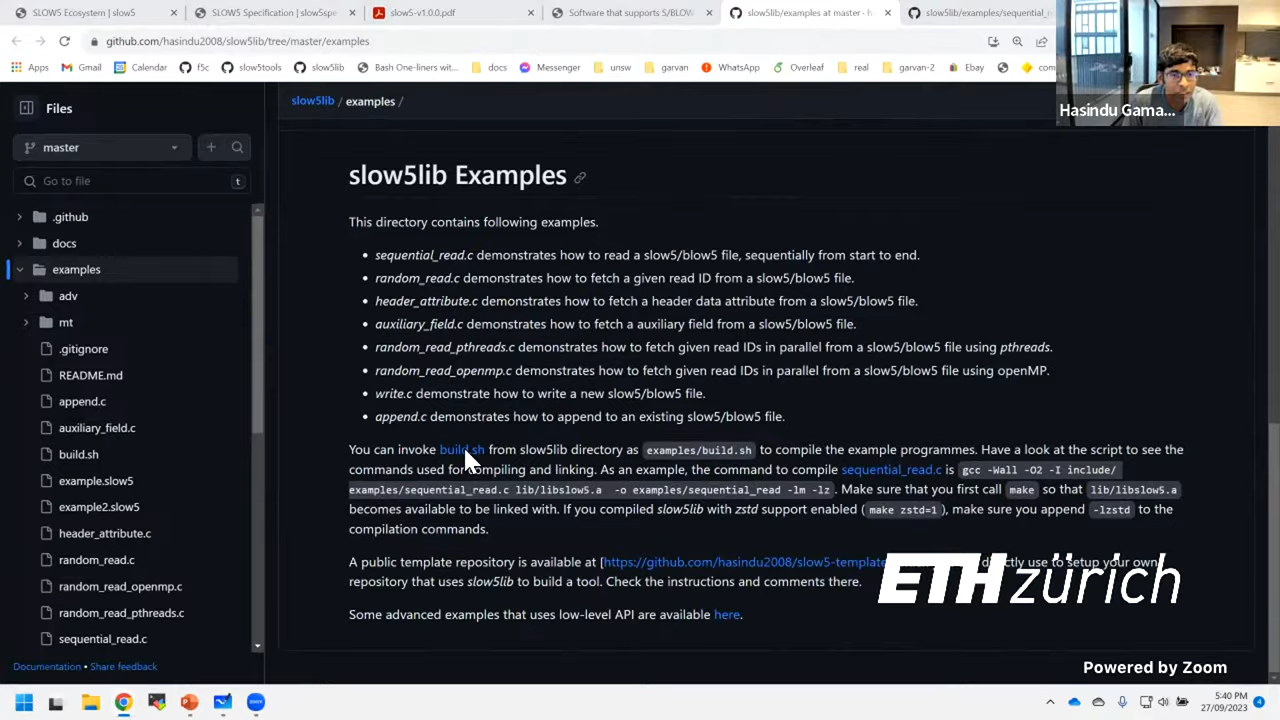 SLOW5 Ecosystem | slow5
SLOW5 Specification | slow5sp
slow5-v1.0.0.pdf
Software that supports S/BLOW
slow5lib/examples at master · h
slow5lib/examples/sequential_r
github.com/hasindu2008/slow5lib/tree/master/examples
Apps
Gmail
Calendar
f5c
slow5tools
slow5lib
Bash One-liners wit...
docs
Messenger
unsw
garvan
WhatsApp
Overleaf
real
garvan-2
Ebay
Hasindu Gama...
Files
master
Go to file
t
.github
docs
examples
adv
mt
.gitignore
README.md
append.c
auxiliary_field.c
build.sh
example.slow5
example2.slow5
header_attribute.c
random_read.c
random_read_openmp.c
random_read_pthreads.c
sequential_read.c
Documentation • Share feedback
slow5lib / examples /
slow5lib Examples
This directory contains following examples.
• sequential_read.c demonstrates how to read a slow5/blow5 file, sequentially from start to end.
• random_read.c demonstrates how to fetch a given read ID from a slow5/blow5 file.
• header_attribute.c demonstrates how to fetch a header data attribute from a slow5/blow5 file.
• auxiliary_field.c demonstrates how to fetch a auxiliary field from a slow5/blow5 file.
• random_read_pthreads.c demonstrates how to fetch given read IDs in parallel from a slow5/blow5 file using pthreads.
• random_read_openmp.c demonstrates how to fetch given read IDs in parallel from a slow5/blow5 file using openMP.
• write.c demonstrate how to write a new slow5/blow5 file.
• append.c demonstrates how to append to an existing slow5/blow5 file.
You can invoke build.sh from slow5lib directory as examples/build.sh to compile the example programmes. Have a look at the script to see the
commands used for compiling and linking. As an example, the command to compile sequential_read.c is gcc -Wall -O2 -I include/
examples/sequential_read.c lib/libslow5.a -o examples/sequential_read -lm -lz. Make sure that you first call make so that lib/libslow5.a
becomes available to be linked with. If you compiled slow5lib with zstd support enabled (make zstd=1), make sure you append -lzstd to the
compilation commands.
A public template repository is available at [https://github.com/hasindu2008/slow5-template directly use to setup your own
repository that uses slow5lib to build a tool. Check the instructions and comments there.
Some advanced examples that uses low-level API are available here.
ETH zürich
Powered by Zoom
zoom
5:40 PM
27/09/2023
4